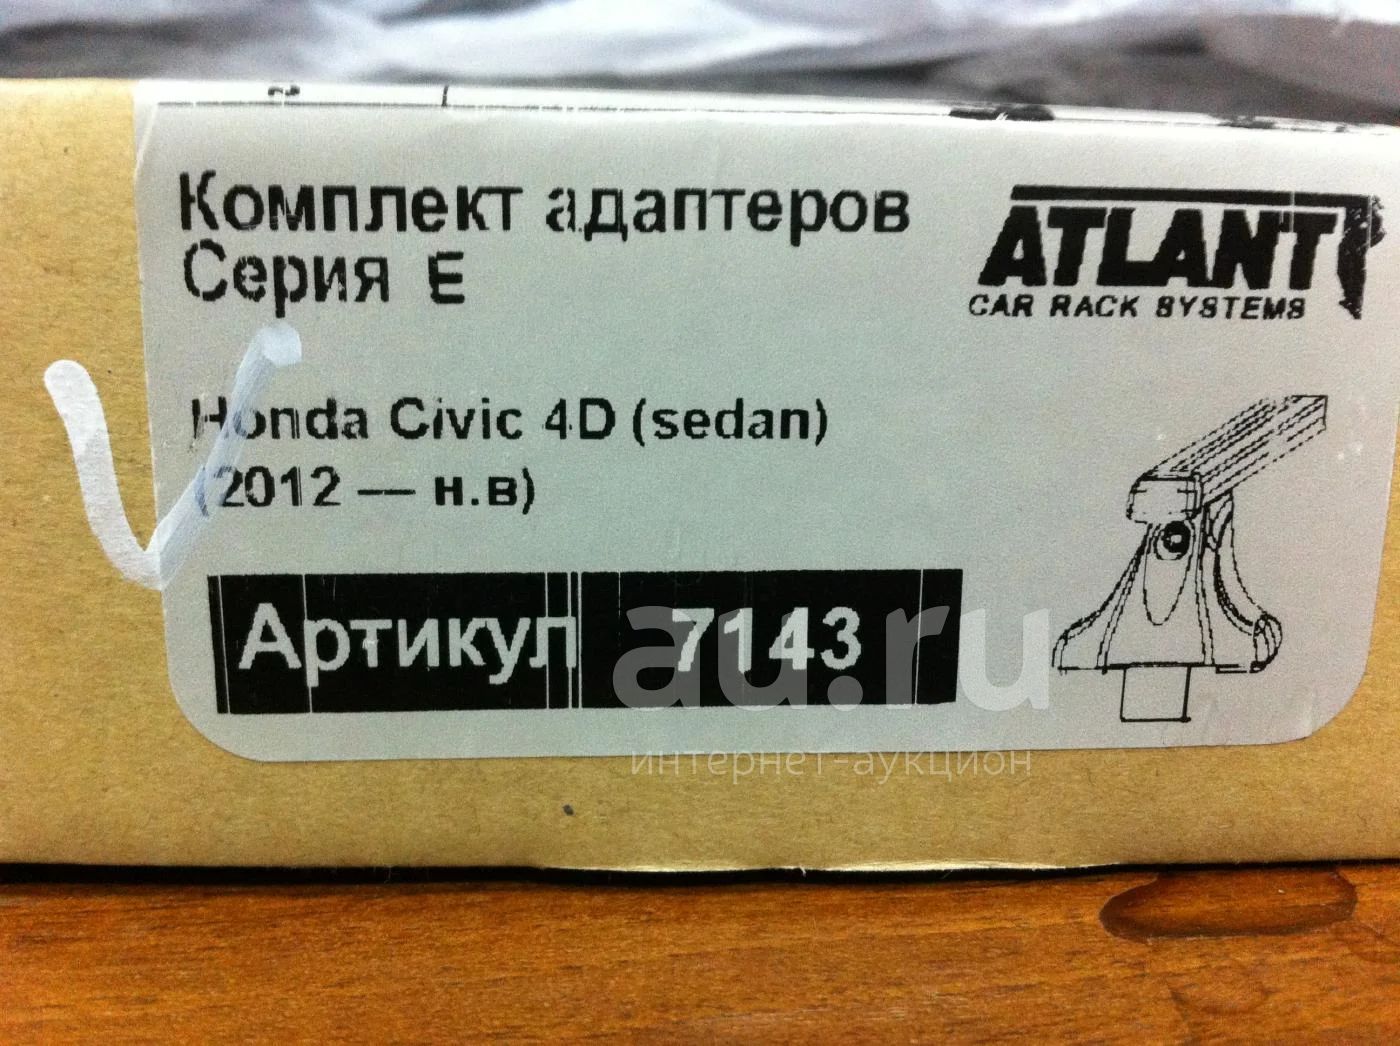 Комплект адаптеров
Серия E
ATLANT
CAR RACK SYSTEMS
Honda Civic 4D (sedan)
(2012 — н.в)
Артикул 7143
au.ru
интернет-аукцион